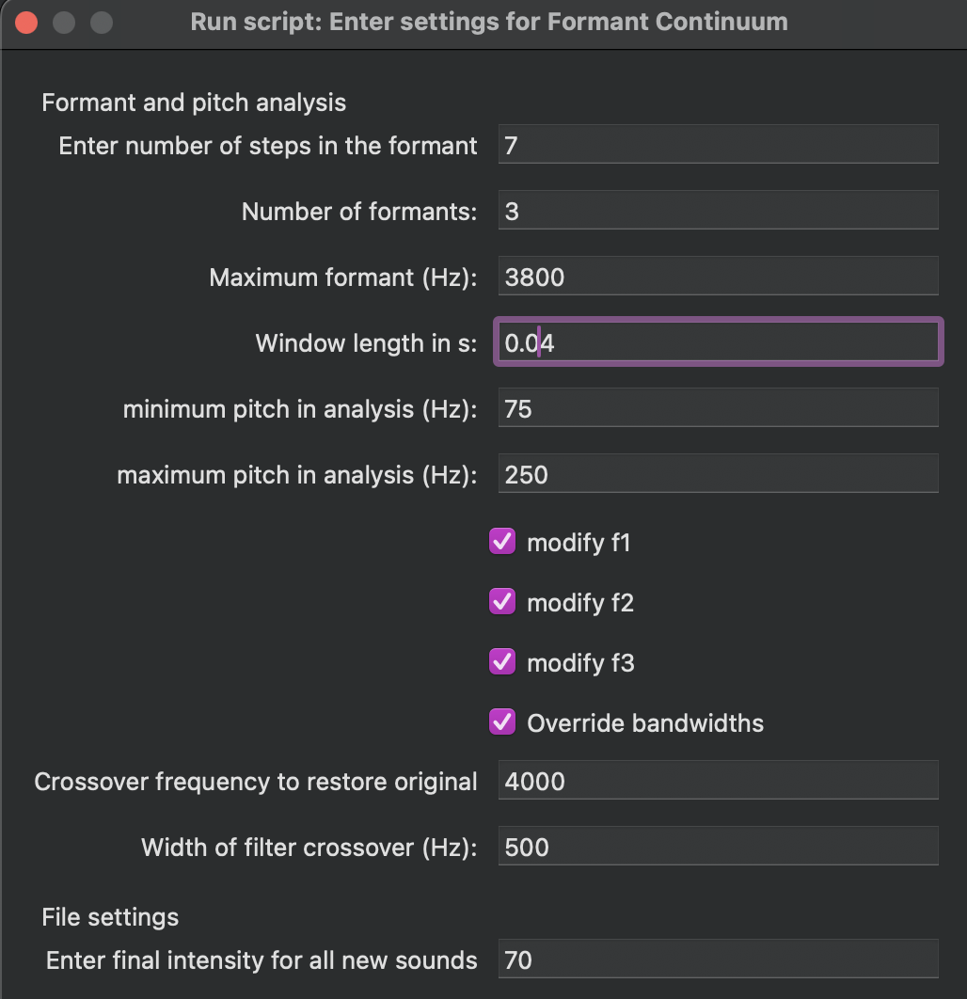 Run script: Enter settings for Formant Continuum
Formant and pitch analysis
Enter number of steps in the formant 7
Number of formants: 3
Maximum formant (Hz): 3800
Window length in s: 0.04
minimum pitch in analysis (Hz): 75
maximum pitch in analysis (Hz): 250
modify f1
modify f2
modify f3
Override bandwidths
Crossover frequency to restore original 4000
Width of filter crossover (Hz): 500
File settings
Enter final intensity for all new sounds 70